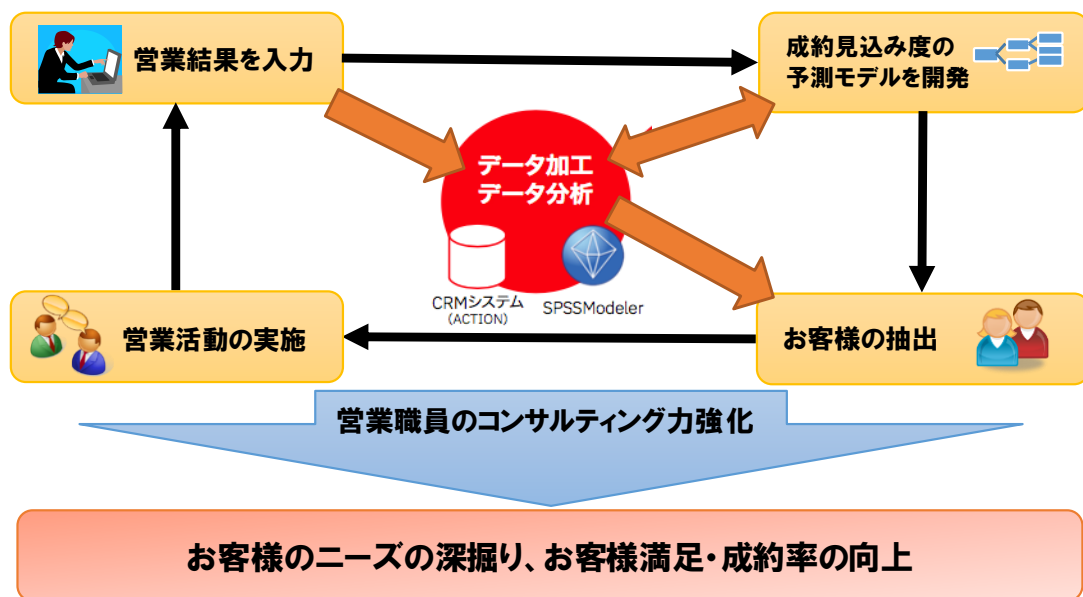 営業結果を入力
成約見込み度の
予測モデルを開発
データ加工
データ分析
CRMシステム
(ACTION)
SPSSModeler
営業活動の実施
お客様の抽出
営業職員のコンサルティング力強化
お客様のニーズの深掘り、お客様満足・成約率の向上